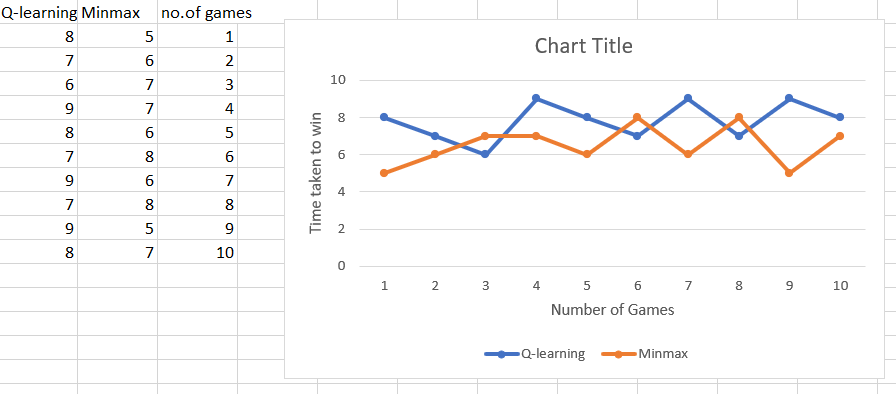 Q-learning Minmax no.of games
8 5 1
7 6 2
6 7 3
9 7 4
8 6 5
7 8 6
9 6 7
7 8 8
9 5 9
8 7 10
Chart Title
10
8
6
4
2
0
Time taken to win
1 2 3 4 5 6 7 8 9 10
Number of Games
Q-learning Minmax